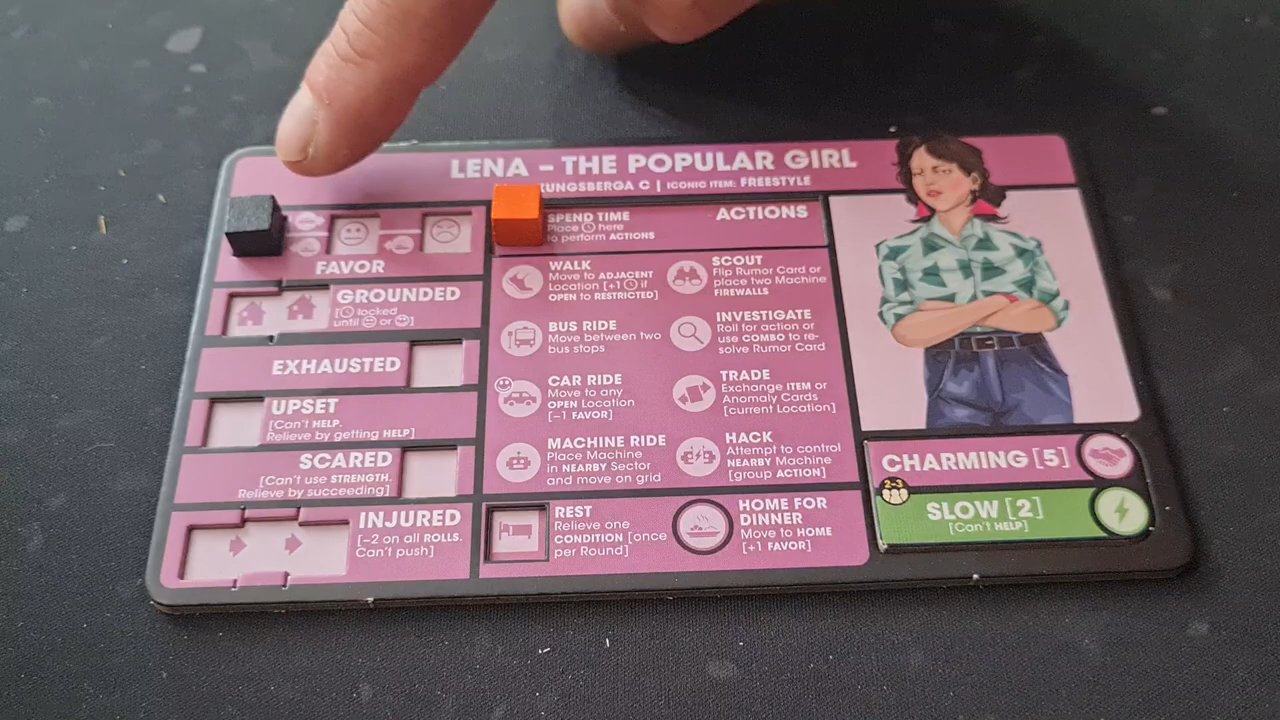 LENA – THE POPULAR GIRL
KUNGSBERGA C | ICONIC ITEM: FREESTYLE
FAVOR
GROUNDED
[ locked
until or ]
EXHAUSTED
UPSET
[Can't HELP.
Relieve by getting HELP]
SCARED
[Can't use STRENGTH.
Relieve by succeeding]
INJURED
[–2 on all ROLLS.
Can't push]
SPEND TIME
Place here
to perform ACTIONS
ACTIONS
WALK
Move to ADJACENT
Location [+1 if
OPEN to RESTRICTED]
BUS RIDE
Move between two
bus stops
CAR RIDE
Move to any
OPEN Location
[–1 FAVOR]
MACHINE RIDE
Place Machine
in NEARBY Sector
and move on grid
SCOUT
Flip Rumor Card or
place two Machine
FIREWALLS
INVESTIGATE
Roll for action or
use COMBO to re-
solve Rumor Card
TRADE
Exchange ITEM or
Anomaly Cards
[current Location]
HACK
Attempt to control
NEARBY Machine
[group ACTION]
REST
Relieve one
CONDITION [once
per Round]
HOME FOR
DINNER
Move to HOME
[+1 FAVOR]
CHARMING [5]
2-3
SLOW [2]
[Can't HELP]